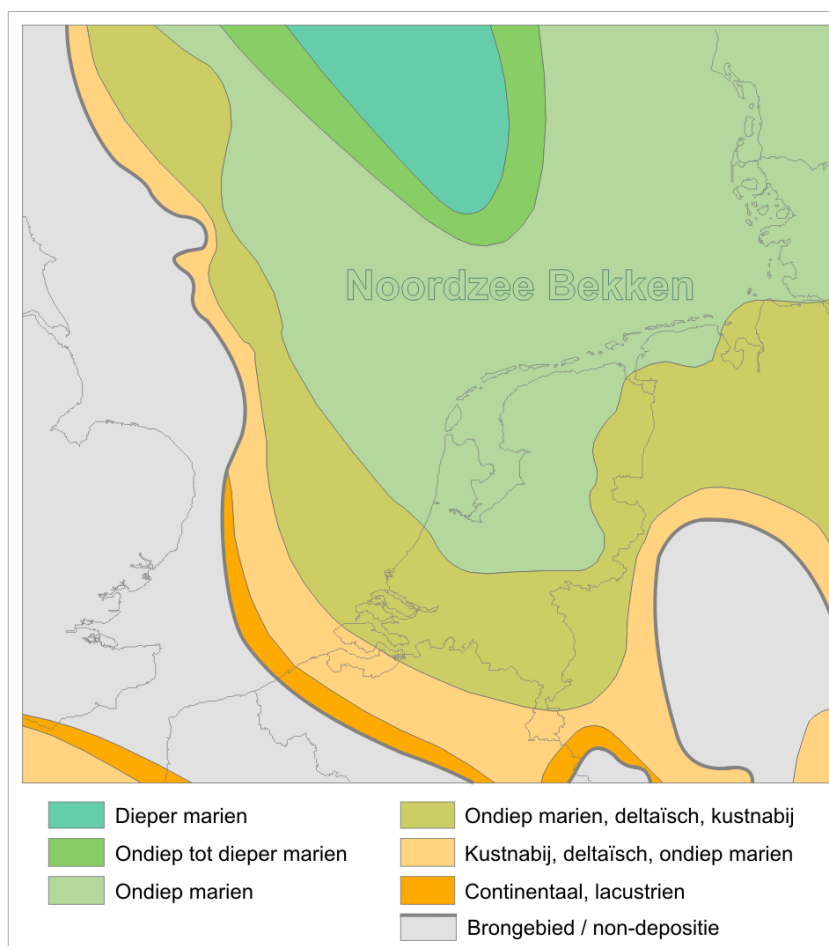 Noordzee Bekken
Dieper marien
Ondiep tot dieper marien
Ondiep marien
Ondiep marien, deltaïsch, kustnabij
Kustnabij, deltaïsch, ondiep marien
Continentaal, lacustrien
Brongebied / non-depositie